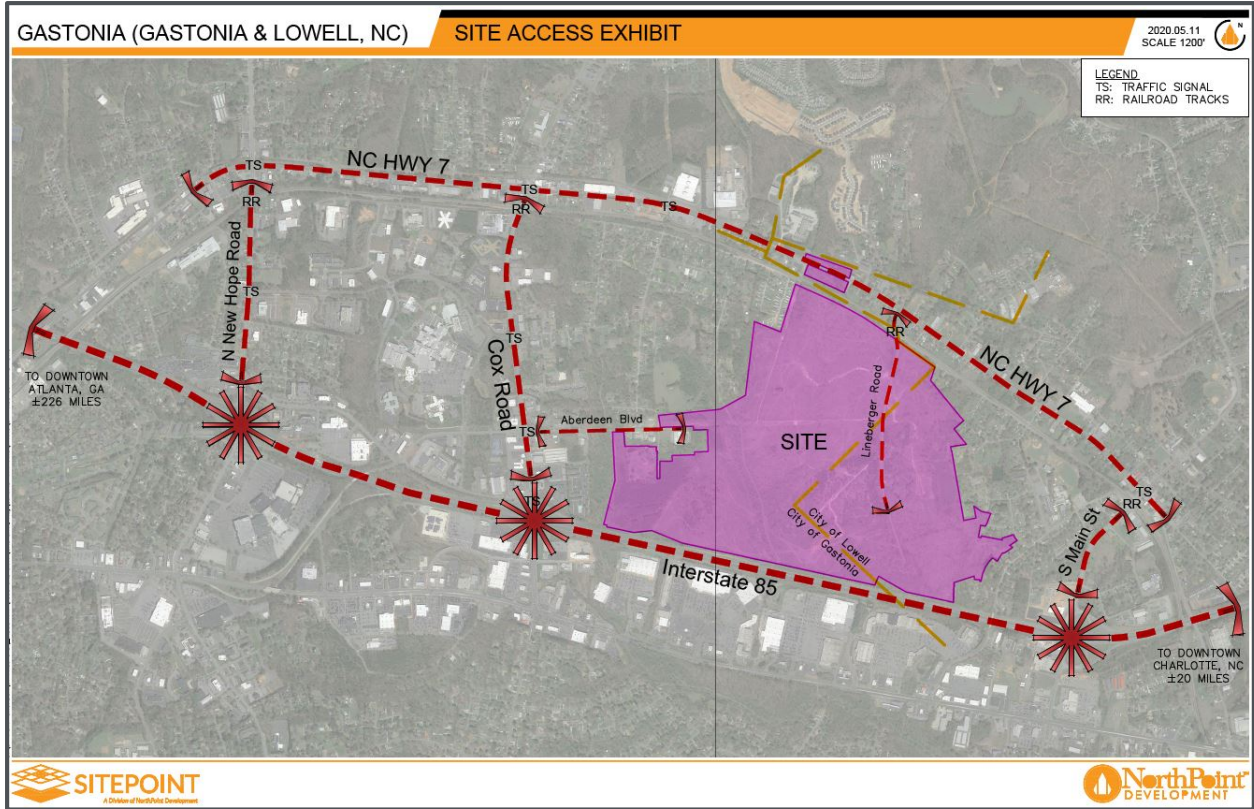 GASTONIA (GASTONIA & LOWELL, NC)
SITE ACCESS EXHIBIT
2020.05.11
SCALE 1200'
N
LEGEND
TS: TRAFFIC SIGNAL
RR: RAILROAD TRACKS
TS
NC HWY 7
TS
TS
RR
RR
N New Hope Road
TS
TS
Cox Road
RR
NC HWY 7
TO DOWNTOWN
ATLANTA, GA
±226 MILES
Aberdeen Blvd
TS
SITE
Lineberger Road
TS
City of Lowell
City of Gastonia
TS
RR
S Main St
Interstate 85
TO DOWNTOWN
CHARLOTTE, NC
±20 MILES
SITEPOINT
A Division of NorthPoint Development
NorthPoint
DEVELOPMENT